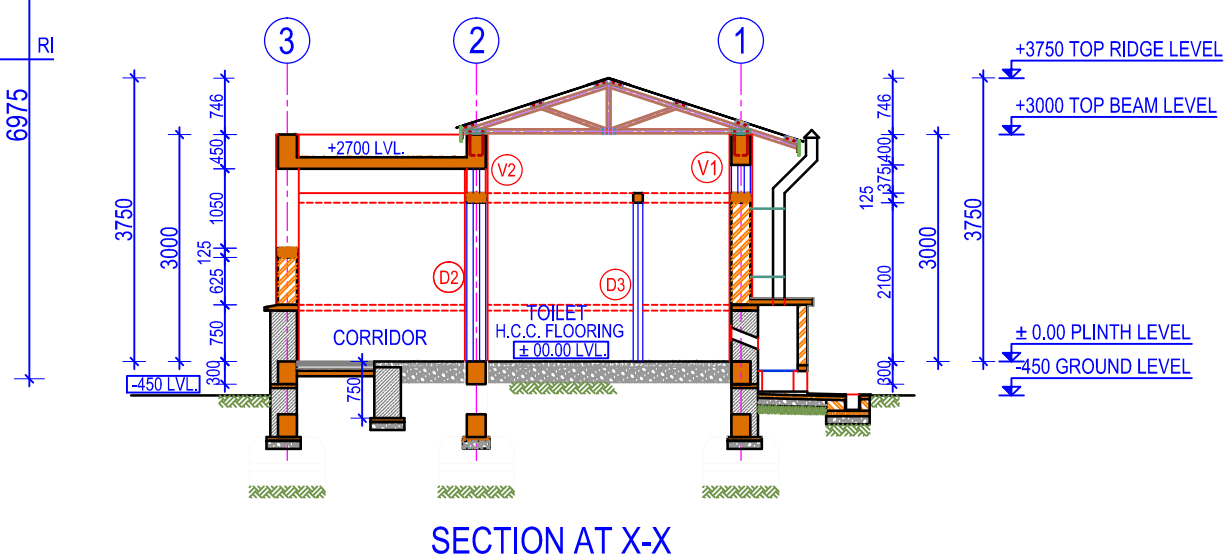 RI
6975
3
2
1
+3750 TOP RIDGE LEVEL
+3000 TOP BEAM LEVEL
± 0.00 PLINTH LEVEL
-450 GROUND LEVEL
3750
3000
746
450
1050
125
625
750
300
-450 LVL.
+2700 LVL.
V2
V1
D2
D3
CORRIDOR
TOILET
H.C.C. FLOORING
± 00.00 LVL.
750
746
400
375
125
2100
300
3000
3750
SECTION AT X-X